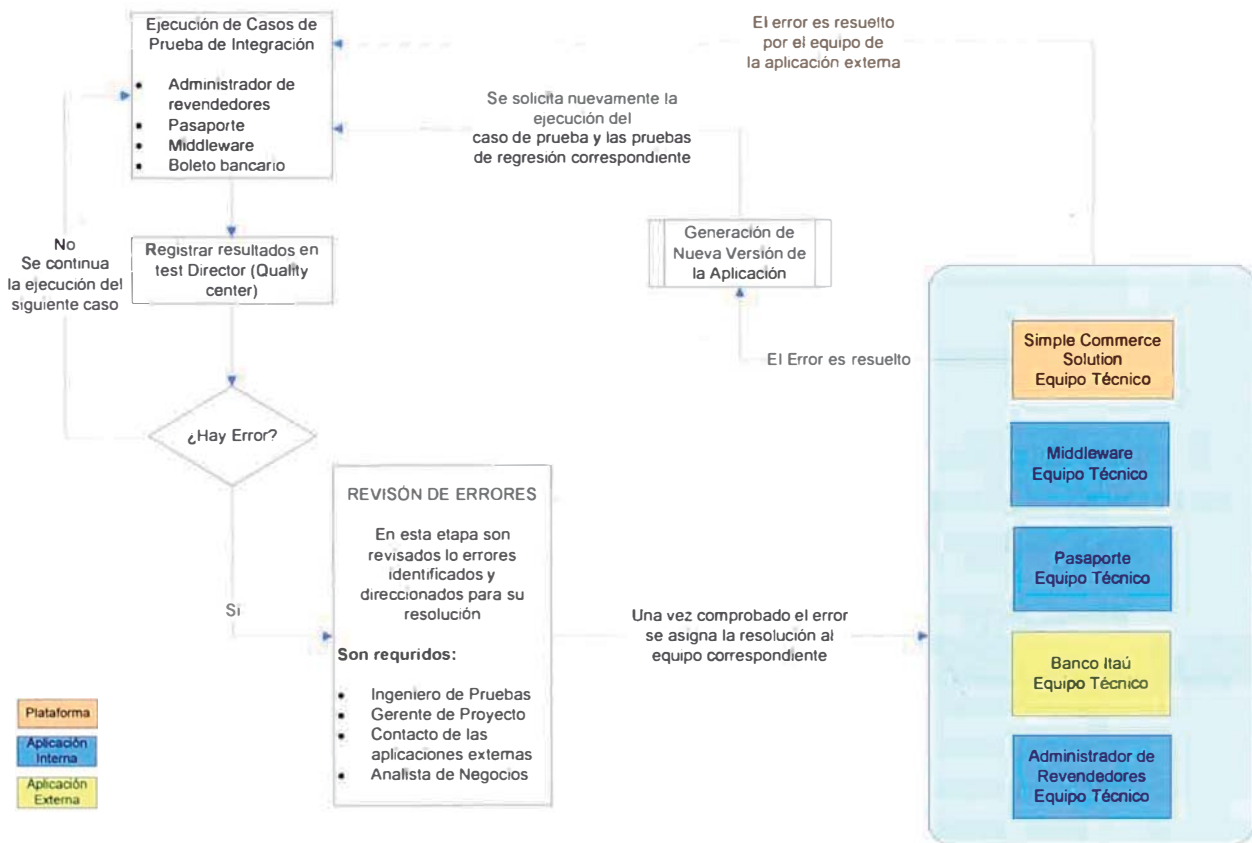 Ejecución de Casos de
Prueba de Integración
Administrador de
revendedores
Pasaporte
Middleware
Boleto bancario
El error es resuelto
por el equipo de
la aplicación externa
Se solicita nuevamente la
ejecución del
caso de prueba y las pruebas
de regresión correspondiente
No
Se continua
la ejecución del
siguiente caso
Registrar resultados en
test Director (Quality
center)
Generación de
Nueva Versión de
la Aplicación
El Error es resuelto
¿Hay Error?
Sí
REVISÓN DE ERRORES
En esta etapa son
revisados lo errores
identificados y
direccionados para su
resolución
Son requridos:
Ingeniero de Pruebas
Gerente de Proyecto
Contacto de las
aplicaciones externas
Analista de Negocios
Una vez comprobado el error
se asigna la resolución al
equipo correspondiente
Simple Commerce
Solution
Equipo Técnico
Middleware
Equipo Técnico
Pasaporte
Equipo Técnico
Banco Itaú
Equipo Técnico
Administrador de
Revendedores
Equipo Técnico
Plataforma
Aplicación
Interna
Aplicación
Externa